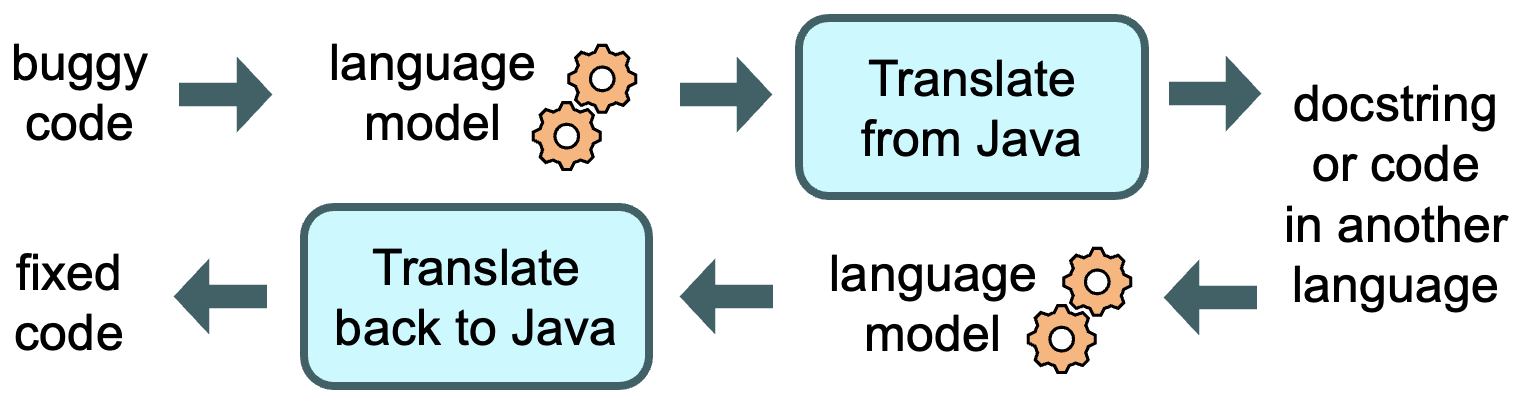 buggy
code
language
model
Translate
from Java
docstring
or code
in another
language
language
model
Translate
back to Java
fixed
code